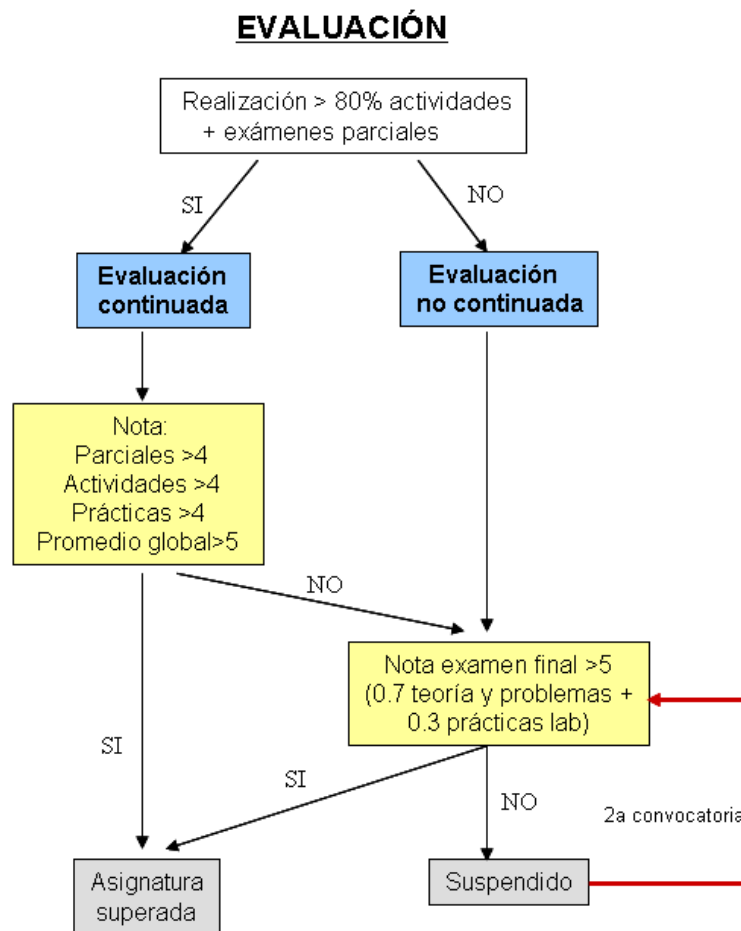 EVALUACIÓN
Realización > 80% actividades
+ exámenes parciales
SI
NO
Evaluación
continuada
Evaluación
no continuada
Nota:
Parciales >4
Actividades >4
Prácticas >4
Promedio global>5
NO
Nota examen final >5
(0.7 teoría y problemas +
0.3 prácticas lab)
SI
SI
NO
2a convocatoria
Asignatura
superada
Suspendido